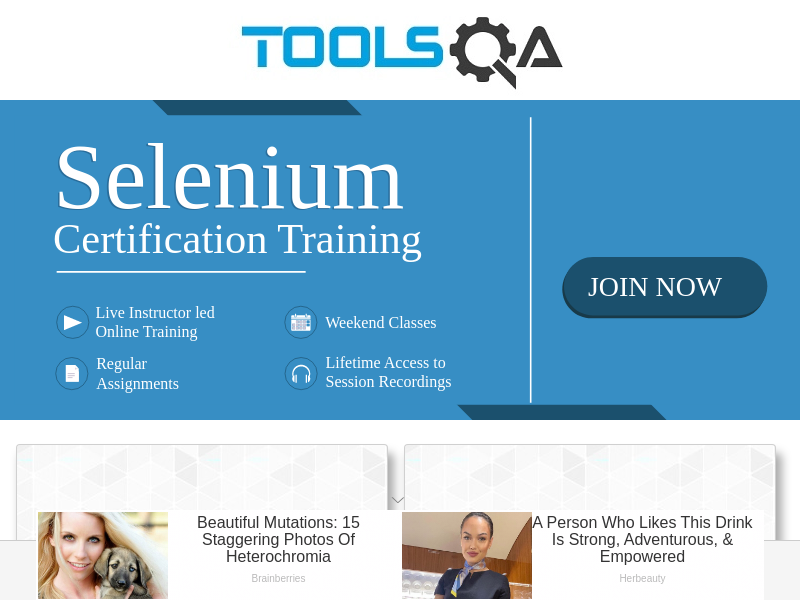 TOOLSQA
Selenium
Certification Training
JOIN NOW
Live Instructor led
Online Training
Weekend Classes
Regular
Assignments
Lifetime Access to
Session Recordings
Beautiful Mutations: 15
Staggering Photos Of
Heterochromia
Brainberries
A Person Who Likes This Drink
Is Strong, Adventurous, &
Empowered
Herbeauty